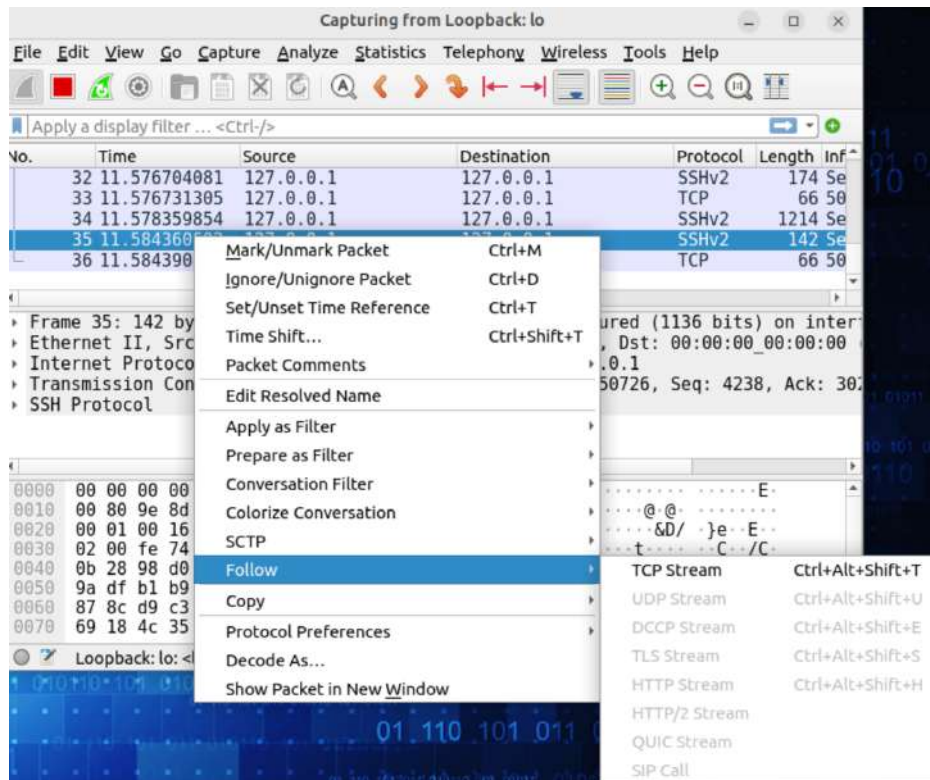 Capturing from Loopback: lo
File Edit View Go Capture Analyze Statistics Telephony Wireless Tools Help
Apply a display filter ... <Ctrl-/>
No. Time Source Destination Protocol Length Inf
32 11.576704081 127.0.0.1 127.0.0.1 SSHv2 174 Se
33 11.576731305 127.0.0.1 127.0.0.1 TCP 66 50
34 11.578359854 127.0.0.1 127.0.0.1 SSHv2 1214 Se
35 11.584360 SSHv2 142 Se
36 11.584390 TCP 66 50
Mark/Unmark Packet Ctrl+M
Ignore/Unignore Packet Ctrl+D
Set/Unset Time Reference Ctrl+T
Time Shift... Ctrl+Shift+T
Packet Comments
Edit Resolved Name
Apply as Filter
Prepare as Filter
Conversation Filter
Colorize Conversation
SCTP
Follow
Copy
Protocol Preferences
Decode As...
Show Packet in New Window
TCP Stream Ctrl+Alt+Shift+T
UDP Stream Ctrl+Alt+Shift+U
DCCP Stream Ctrl+Alt+Shift+E
TLS Stream Ctrl+Alt+Shift+S
HTTP Stream Ctrl+Alt+Shift+H
HTTP/2 Stream
QUIC Stream
SIP Call
Frame 35: 142 by ured (1136 bits) on inter
Ethernet II, Src , Dst: 00:00:00_00:00:00
Internet Protoco .0.1
Transmission Con 50726, Seq: 4238, Ack: 302
SSH Protocol
0000 00 00 00 00 ........ ......E.
0010 00 80 9e 8d ....@.@. ........
0020 00 01 00 16 .....&D/ .}e..E..
0030 02 00 fe 74 ...t.... ..C../C.
0040 0b 28 98 d0
0050 9a df b1 b9
0060 87 8c d9 c3
0070 69 18 4c 35
Loopback: lo: <l
01 110 101 011